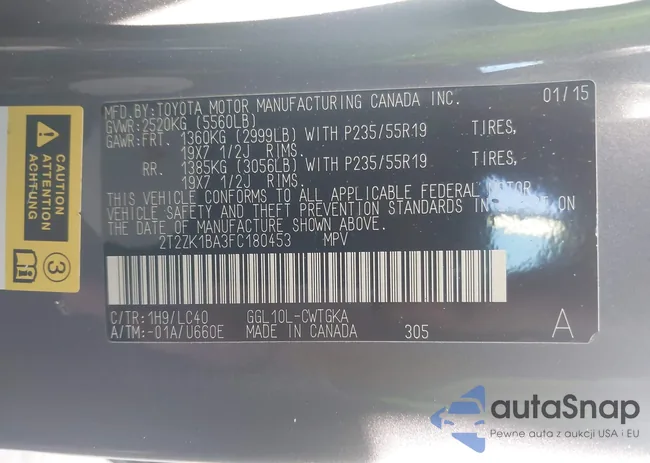 MFD.BY:TOYOTA MOTOR MANUFACTURING CANADA INC. 01/15
GVWR:2520KG (5560LB)
GAWR:FRT. 1360KG (2999LB) WITH P235/55R19 TIRES,
19X7 1/2J RIMS.
RR. 1385KG (3056LB) WITH P235/55R19 TIRES,
19X7 1/2J RIMS.
THIS VEHICLE CONFORMS TO ALL APPLICABLE FEDERAL MOTOR
VEHICLE SAFETY AND THEFT PREVENTION STANDARDS IN EFFECT ON
THE DATE OF MANUFACTURE SHOWN ABOVE.
2T2ZK1BA3FC180453 MPV
C/TR:1H9/LC40 GGL10L-CWTGKA
A/TM:-01A/U660E MADE IN CANADA 305 A
CAUTION
ATTENTION
ACHTUNG
3
autoSnap
Pewne auta z aukcji USA i EU